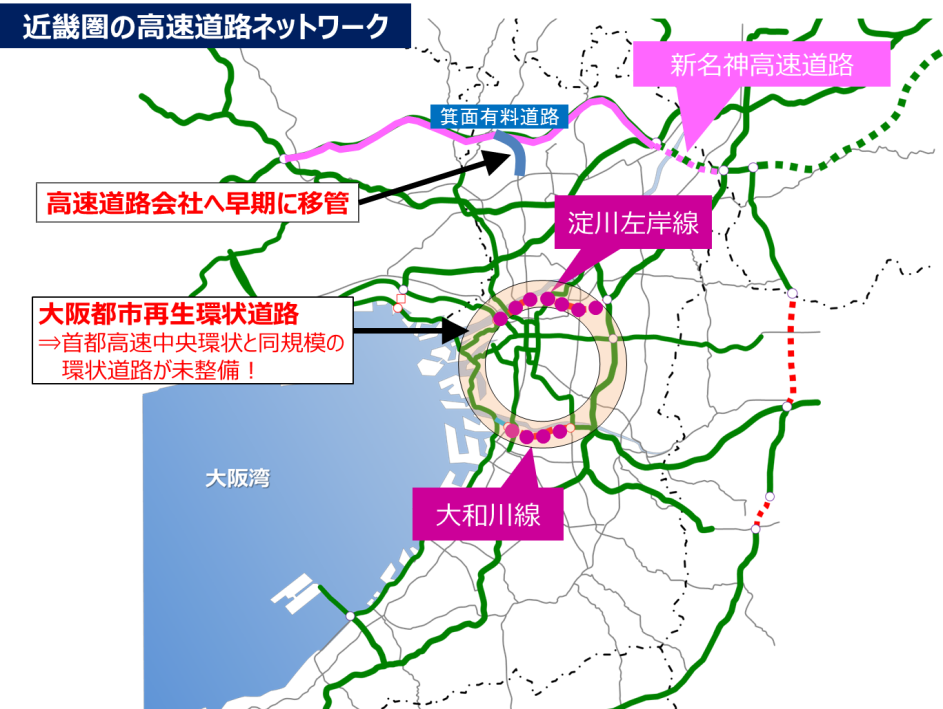 近畿圏の高速道路ネットワーク
新名神高速道路
箕面有料道路
高速道路会社へ早期に移管
淀川左岸線
大阪都市再生環状道路
⇒首都高速中央環状と同規模の
環状道路が未整備！
大阪湾
大和川線